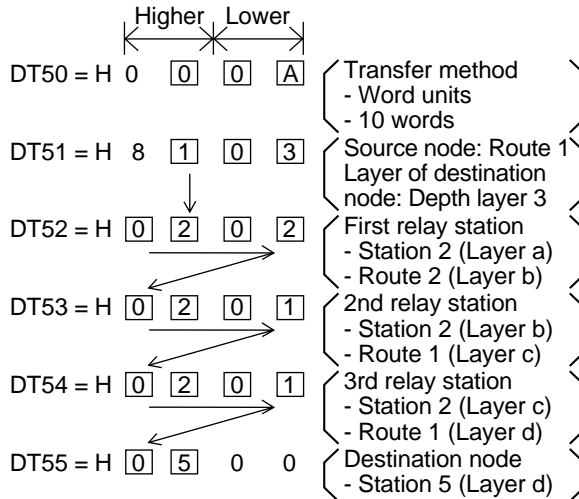 Higher Lower
DT50 = H 0 0 0 A
Transfer method
- Word units
- 10 words
DT51 = H 8 1 0 3
Source node: Route 1
Layer of destination
node: Depth layer 3
DT52 = H 0 2 0 2
First relay station
- Station 2 (Layer a)
- Route 2 (Layer b)
DT53 = H 0 2 0 1
2nd relay station
- Station 2 (Layer b)
- Route 1 (Layer c)
DT54 = H 0 2 0 1
3rd relay station
- Station 2 (Layer c)
- Route 1 (Layer d)
DT55 = H 0 5 0 0
Destination node
- Station 5 (Layer d)